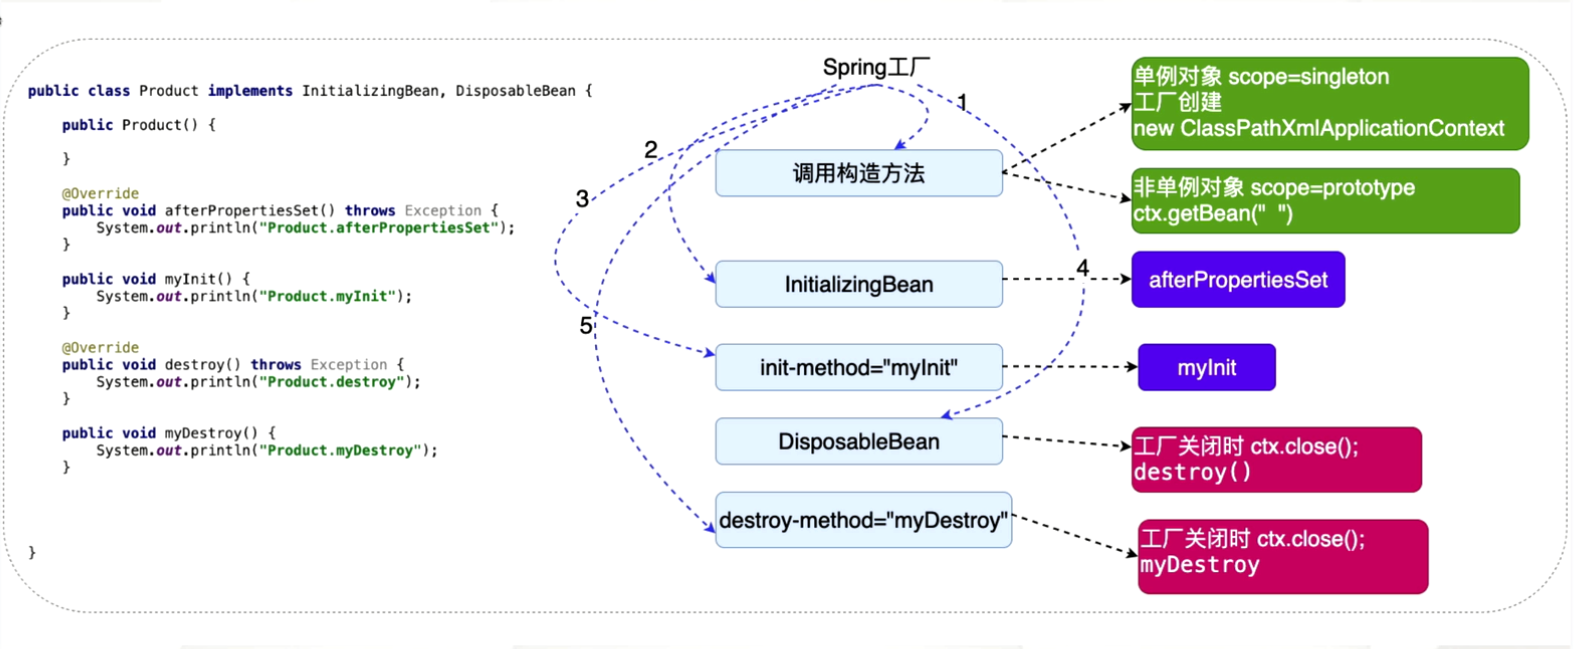 public class Product implements InitializingBean, DisposableBean {
public Product() {
}
@Override
public void afterPropertiesSet() throws Exception {
System.out.println("Product.afterPropertiesSet");
}
public void myInit() {
System.out.println("Product.myInit");
}
@Override
public void destroy() throws Exception {
System.out.println("Product.destroy");
}
public void myDestroy() {
System.out.println("Product.myDestroy");
}
}
Spring工厂
1
2
3
4
5
调用构造方法
单例对象 scope=singleton
工厂创建
new ClassPathXmlApplicationContext
非单例对象 scope=prototype
ctx.getBean(" ")
InitializingBean
afterPropertiesSet
init-method="myInit"
myInit
DisposableBean
工厂关闭时 ctx.close();
destroy()
destroy-method="myDestroy"
工厂关闭时 ctx.close();
myDestroy